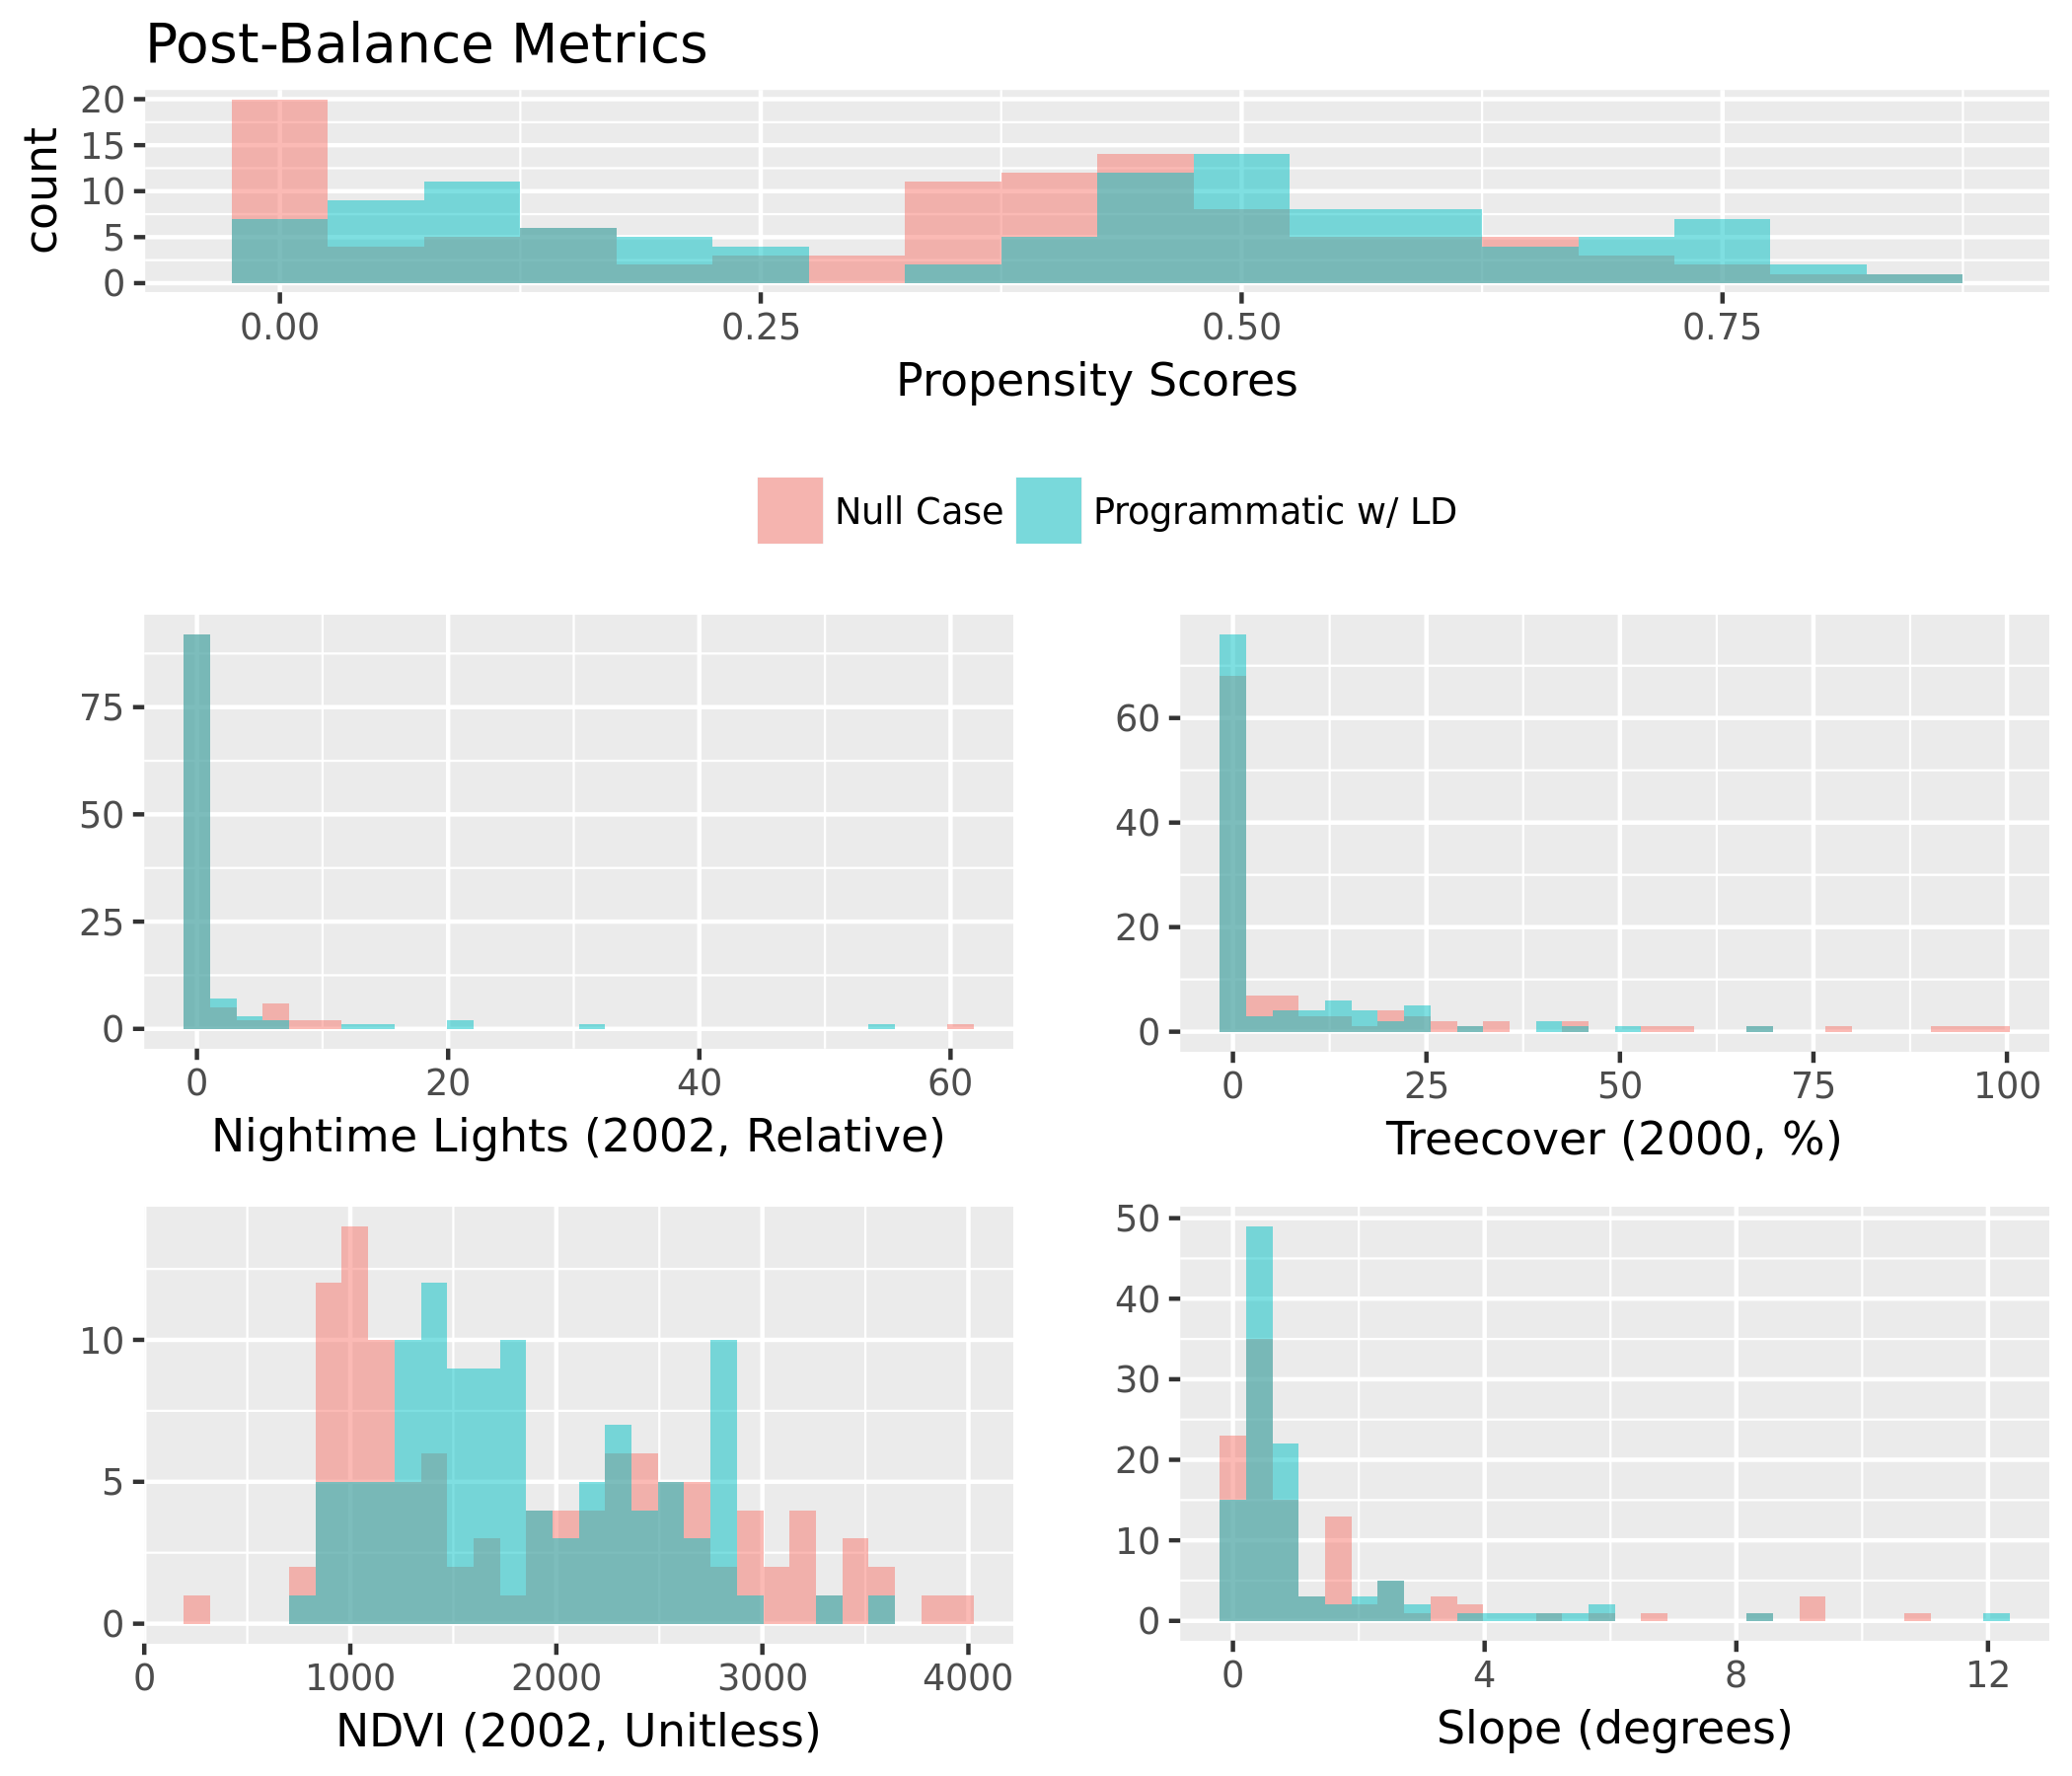 Post-Balance Metrics
count
20
15
10
5
0
0.00 0.25 0.50 0.75
Propensity Scores
Null Case Programmatic w/ LD
75
50
25
0
0 20 40 60
Nightime Lights (2002, Relative)
60
40
20
0
0 25 50 75 100
Treecover (2000, %)
10
5
0
0 1000 2000 3000 4000
NDVI (2002, Unitless)
50
40
30
20
10
0
0 4 8 12
Slope (degrees)